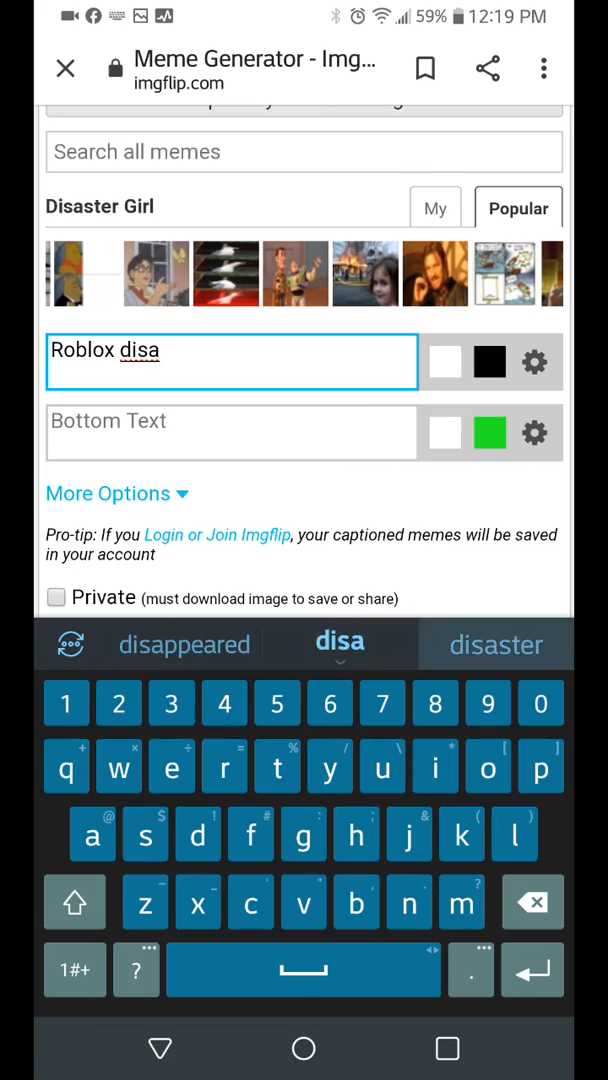 59% 12:19 PM
Meme Generator - Img...
imgflip.com
Search all memes
Disaster Girl
My
Popular
Roblox disa
Bottom Text
More Options
Pro-tip: If you Login or Join Imgflip, your captioned memes will be saved
in your account
Private (must download image to save or share)
disappeared disa disaster
1 2 3 4 5 6 7 8 9 0
+ × ÷ = % / \ * [ ]
q w e r t y u i o p
@ $ ! # : ; & ( )
a s d f g h j k l
- _ ' " , . ?
z x c v b n m
1#+ ? .